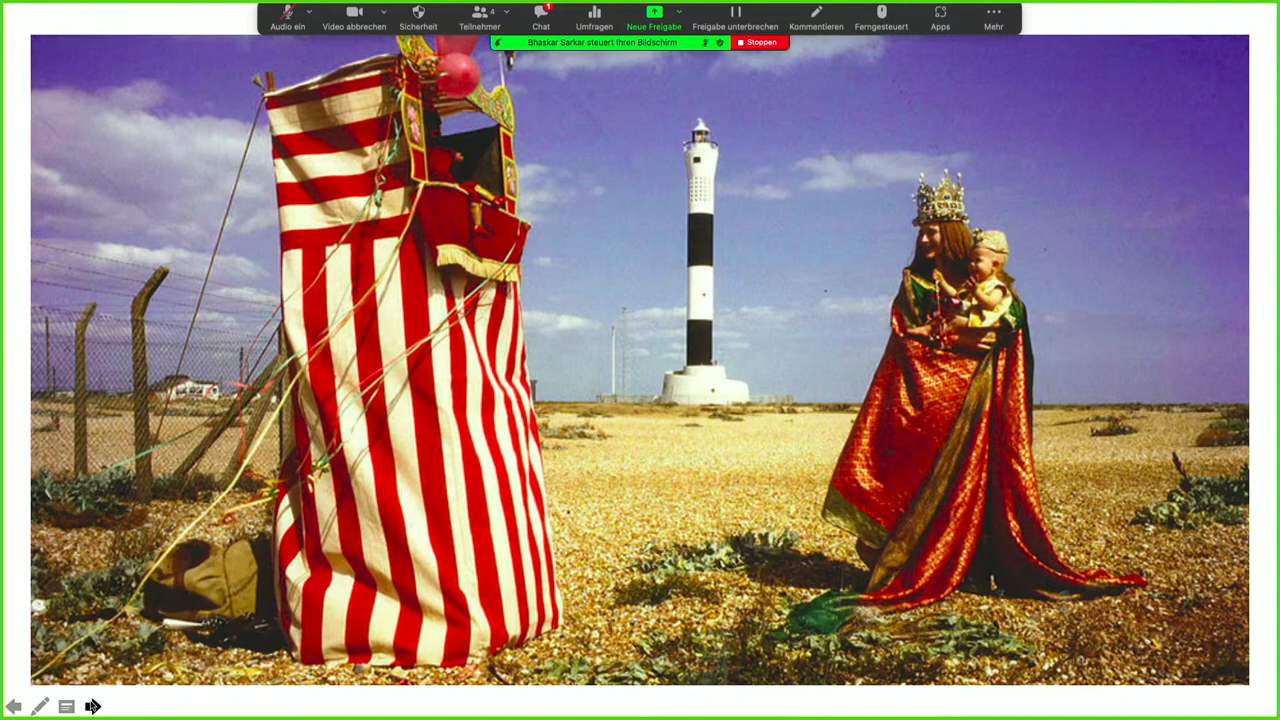 Audio ein
Video abbrechen
Sicherheit
4
Teilnehmer
1
Chat
Umfragen
Neue Freigabe
Freigabe unterbrechen
Kommentieren
Ferngesteuert
Apps
Mehr
Bhaskar Sarkar steuert Ihren Bildschirm
Stoppen